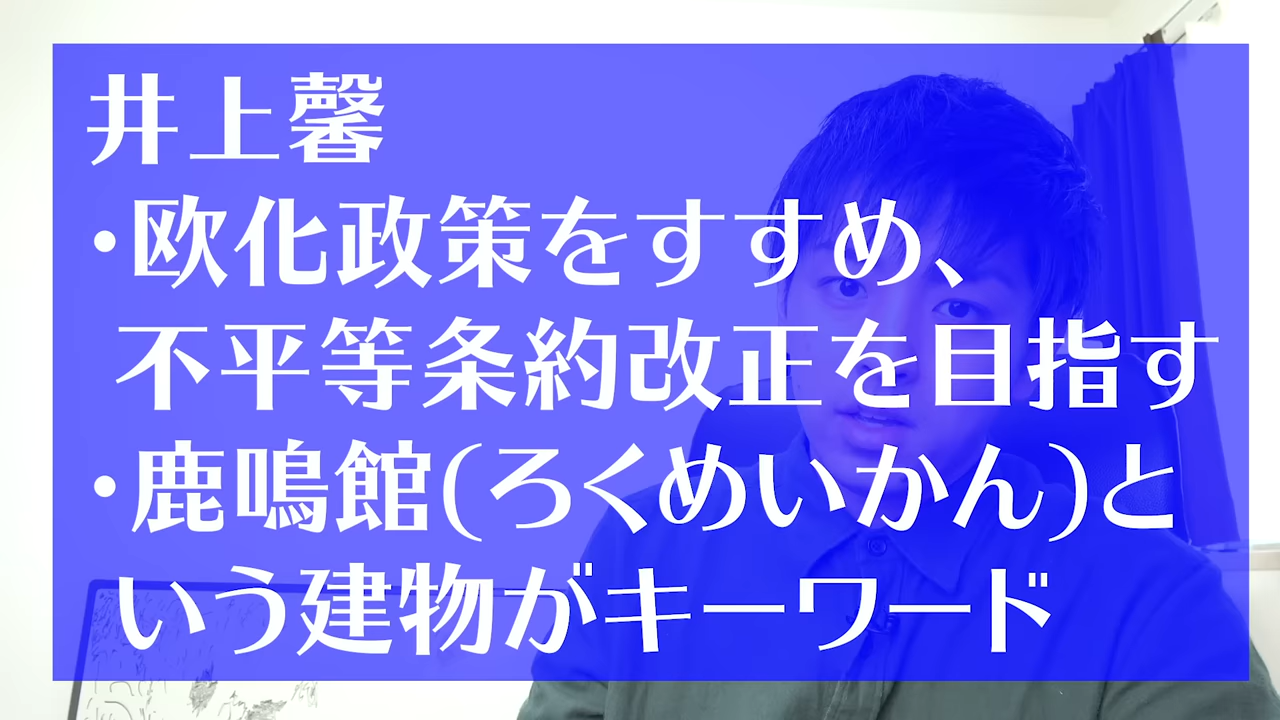 井上馨
・欧化政策をすすめ、
不平等条約改正を目指す
・鹿鳴館(ろくめいかん)と
いう建物がキーワード